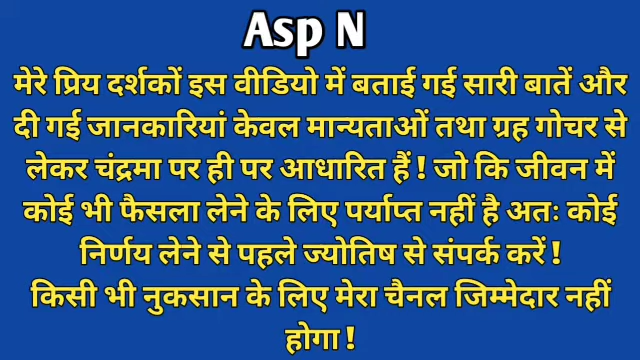 Asp N
मेरे प्रिय दर्शकों इस वीडियो में बताई गई सारी बातें और
दी गई जानकारियां केवल मान्यताओं तथा ग्रह गोचर से
लेकर चंद्रमा पर ही पर आधारित हैं ! जो कि जीवन में
कोई भी फैसला लेने के लिए पर्याप्त नहीं है अतः कोई
निर्णय लेने से पहले ज्योतिष से संपर्क करें !
किसी भी नुकसान के लिए मेरा चैनल जिम्मेदार नहीं
होगा !